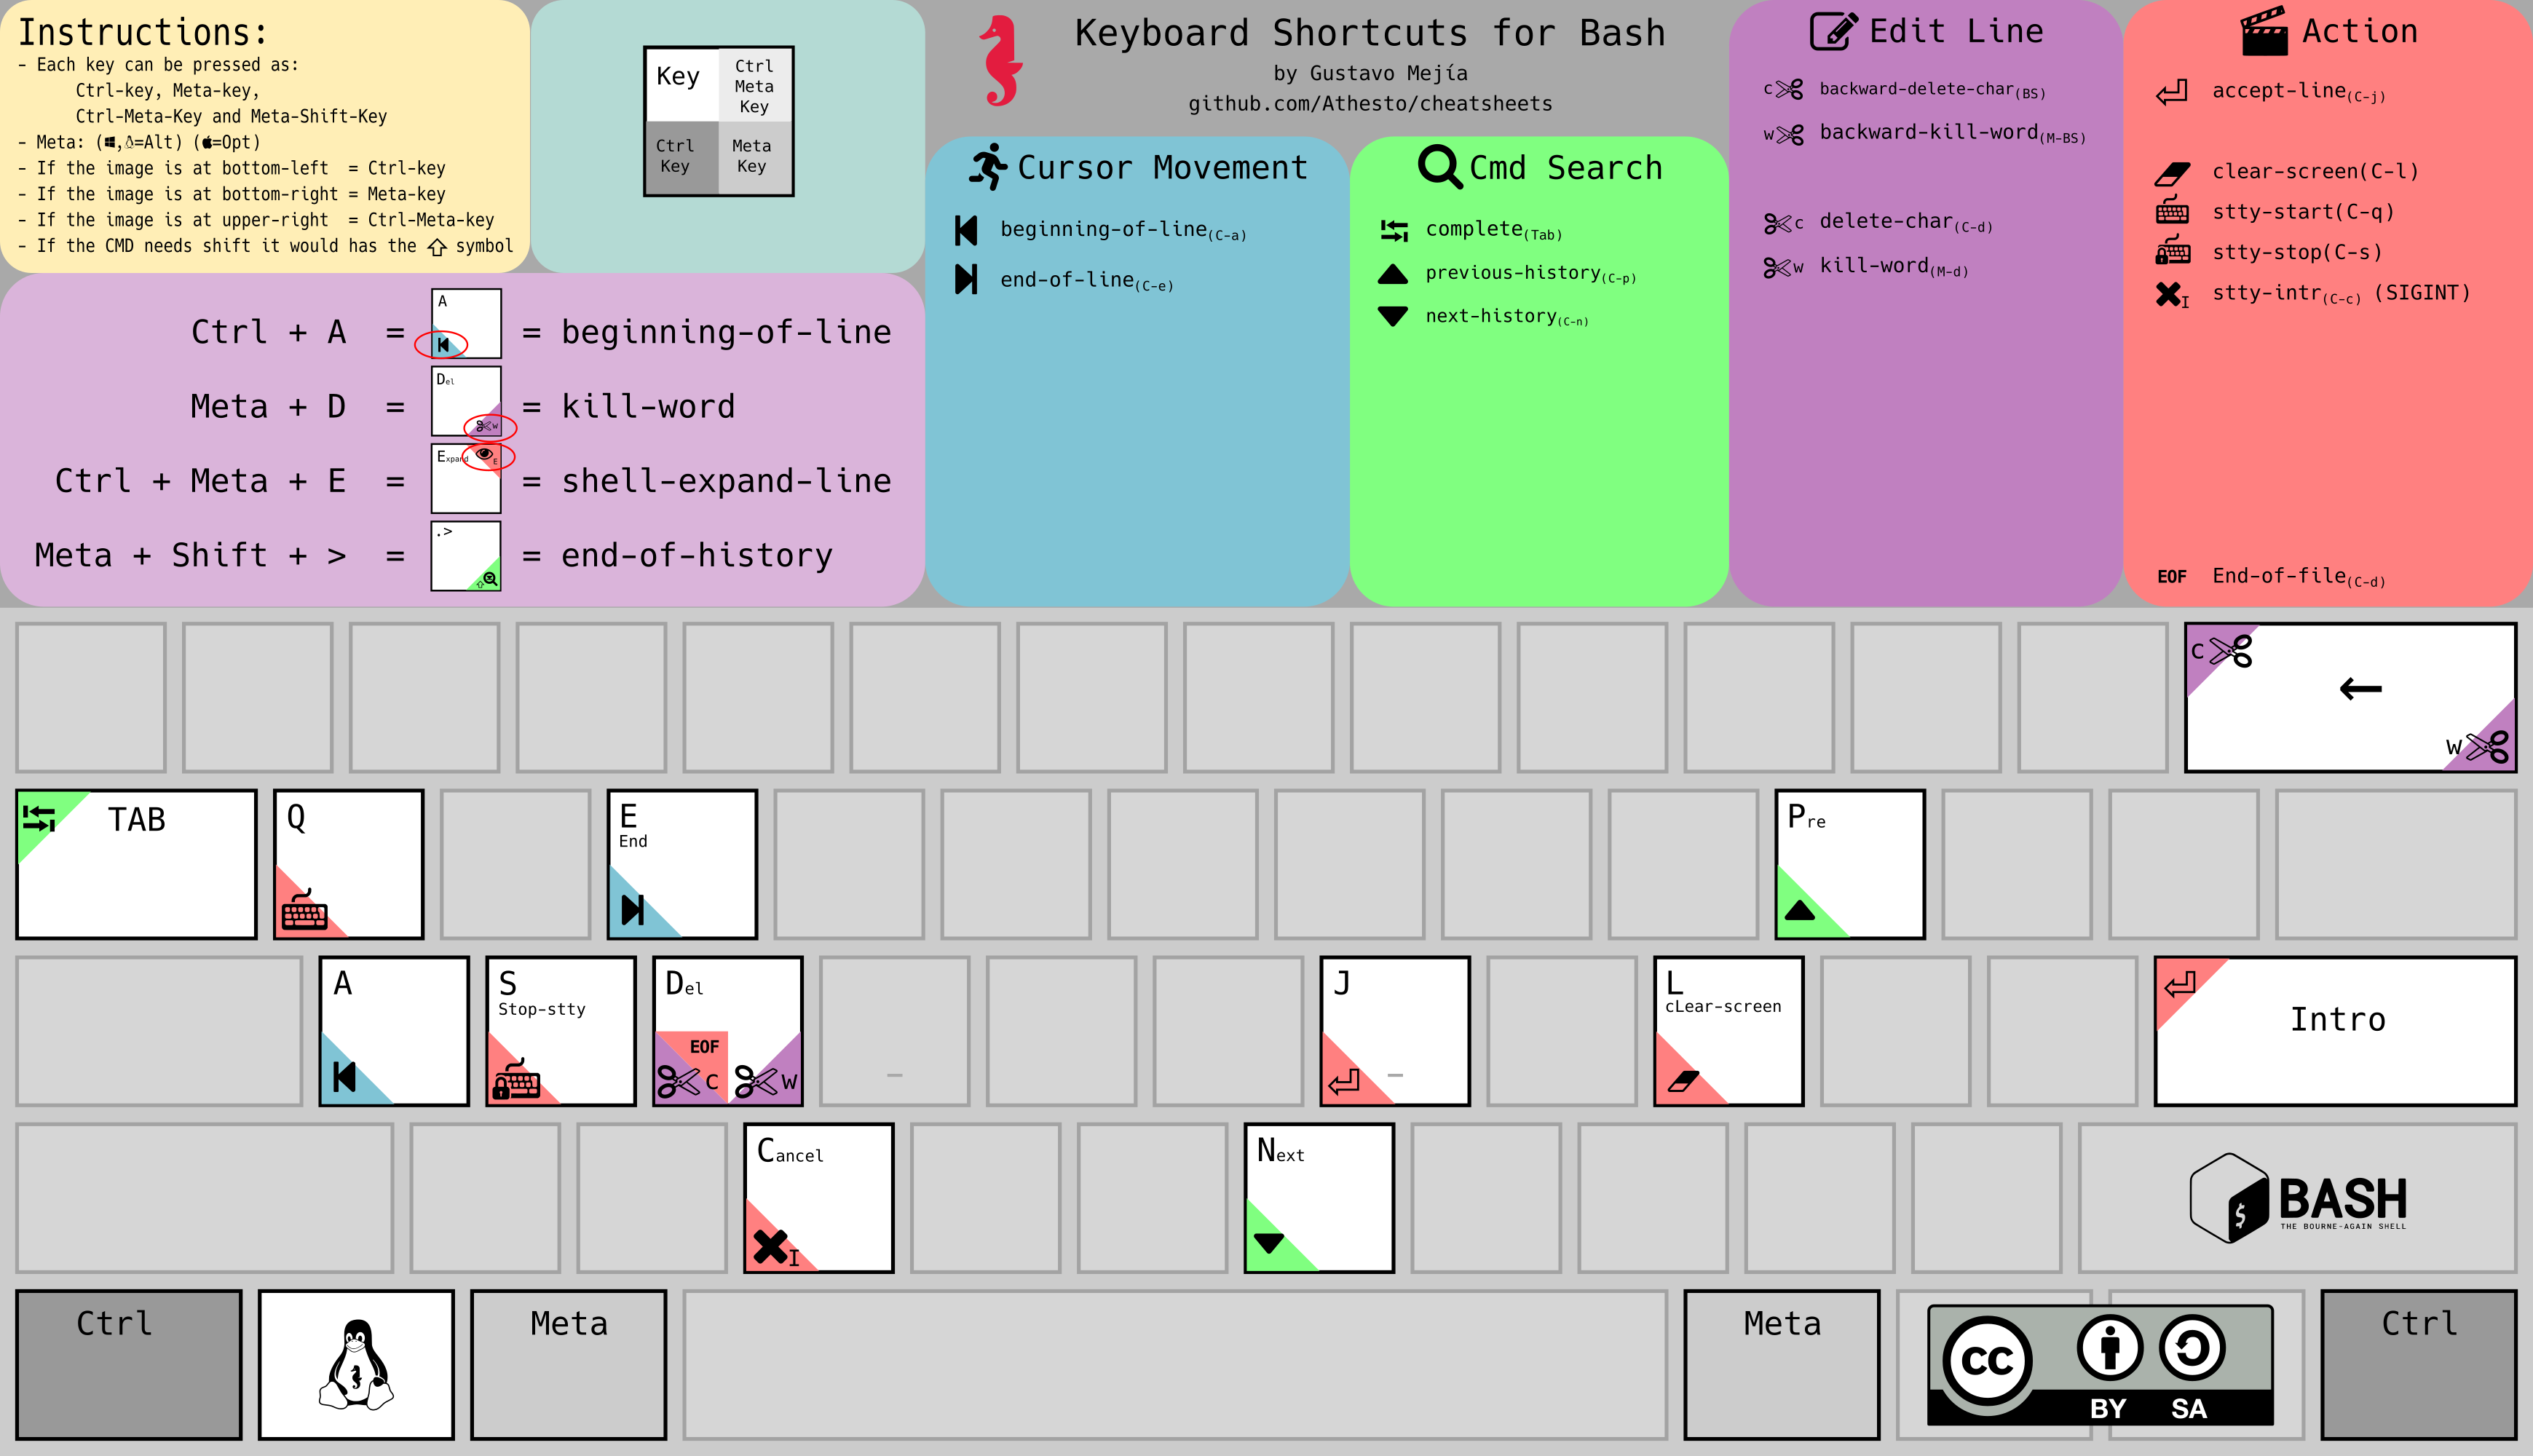 Instructions:
- Each key can be pressed as:
Ctrl-key, Meta-key,
Ctrl-Meta-Key and Meta-Shift-Key
- Meta: (,=Alt) (=Opt)
- If the image is at bottom-left = Ctrl-key
- If the image is at bottom-right = Meta-key
- If the image is at upper-right = Ctrl-Meta-key
- If the CMD needs shift it would has the symbol
Key
Ctrl
Meta
Key
Ctrl
Key
Meta
Key
Keyboard Shortcuts for Bash
by Gustavo Mejía
github.com/Athesto/cheatsheets
Ctrl + A = A = beginning-of-line
Meta + D = Del w = kill-word
Ctrl + Meta + E = Expand E = shell-expand-line
Meta + Shift + > = .> = end-of-history
Cursor Movement
beginning-of-line(C-a)
end-of-line(C-e)
Cmd Search
complete(Tab)
previous-history(C-p)
next-history(C-n)
Edit Line
c backward-delete-char(BS)
w backward-kill-word(M-BS)
c delete-char(C-d)
w kill-word(M-d)
Action
accept-line(C-j)
clear-screen(C-l)
stty-start(C-q)
stty-stop(C-s)
I stty-intr(C-c) (SIGINT)
EOF End-of-file(C-d)
c ←
w
TAB
Q
E
End
Pre
A
S
Stop-stty
Del
EOF
c w
J
L
cLear-screen
Intro
Cancel
I
Next
$ BASH
THE BOURNE-AGAIN SHELL
Ctrl
Meta
Meta
cc
BY SA
Ctrl